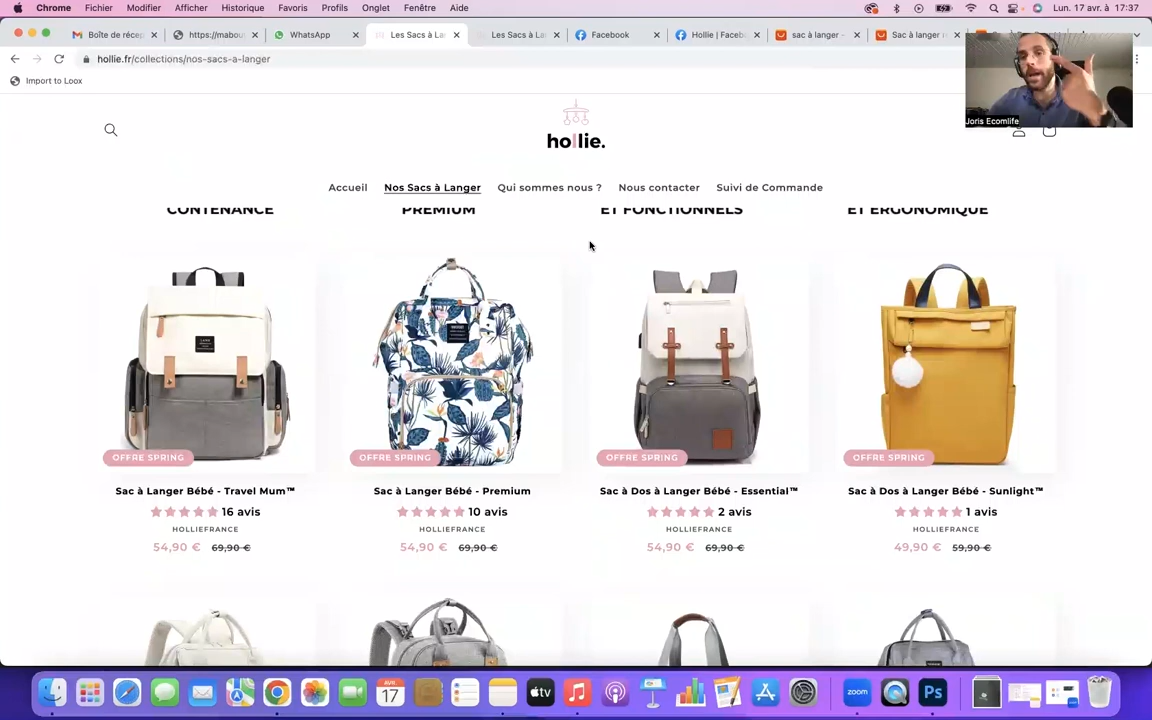 Chrome Fichier Modifier Afficher Historique Favoris Profils Onglet Fenêtre Aide
Lun. 17 avr. à 17:37
Boîte de récep
https://mabou
WhatsApp
Les Sacs à La
Les Sacs à La
Facebook
Hollie | Faceb
sac à langer -
Sac à langer
hollie.fr/collections/nos-sacs-a-langer
Import to Loox
Joris Ecomlife
hollie.
Accueil Nos Sacs à Langer Qui sommes nous ? Nous contacter Suivi de Commande
CONTENANCE PREMIUM ET FONCTIONNELS ET ERGONOMIQUE
OFFRE SPRING OFFRE SPRING OFFRE SPRING OFFRE SPRING
Sac à Langer Bébé - Travel Mum™ Sac à Langer Bébé - Premium Sac à Dos à Langer Bébé - Essential™ Sac à Dos à Langer Bébé - Sunlight™
16 avis 10 avis 2 avis 1 avis
HOLLIEFRANCE HOLLIEFRANCE HOLLIEFRANCE HOLLIEFRANCE
54,90 € 69,90 € 54,90 € 69,90 € 54,90 € 69,90 € 49,90 € 59,90 €
AVR.
17
tv
zoom
Ps